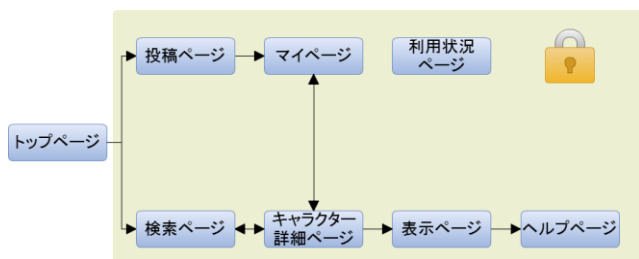 投稿ページ
マイページ
利用状況
ページ
トップページ
検索ページ
キャラクター
詳細ページ
表示ページ
ヘルプページ